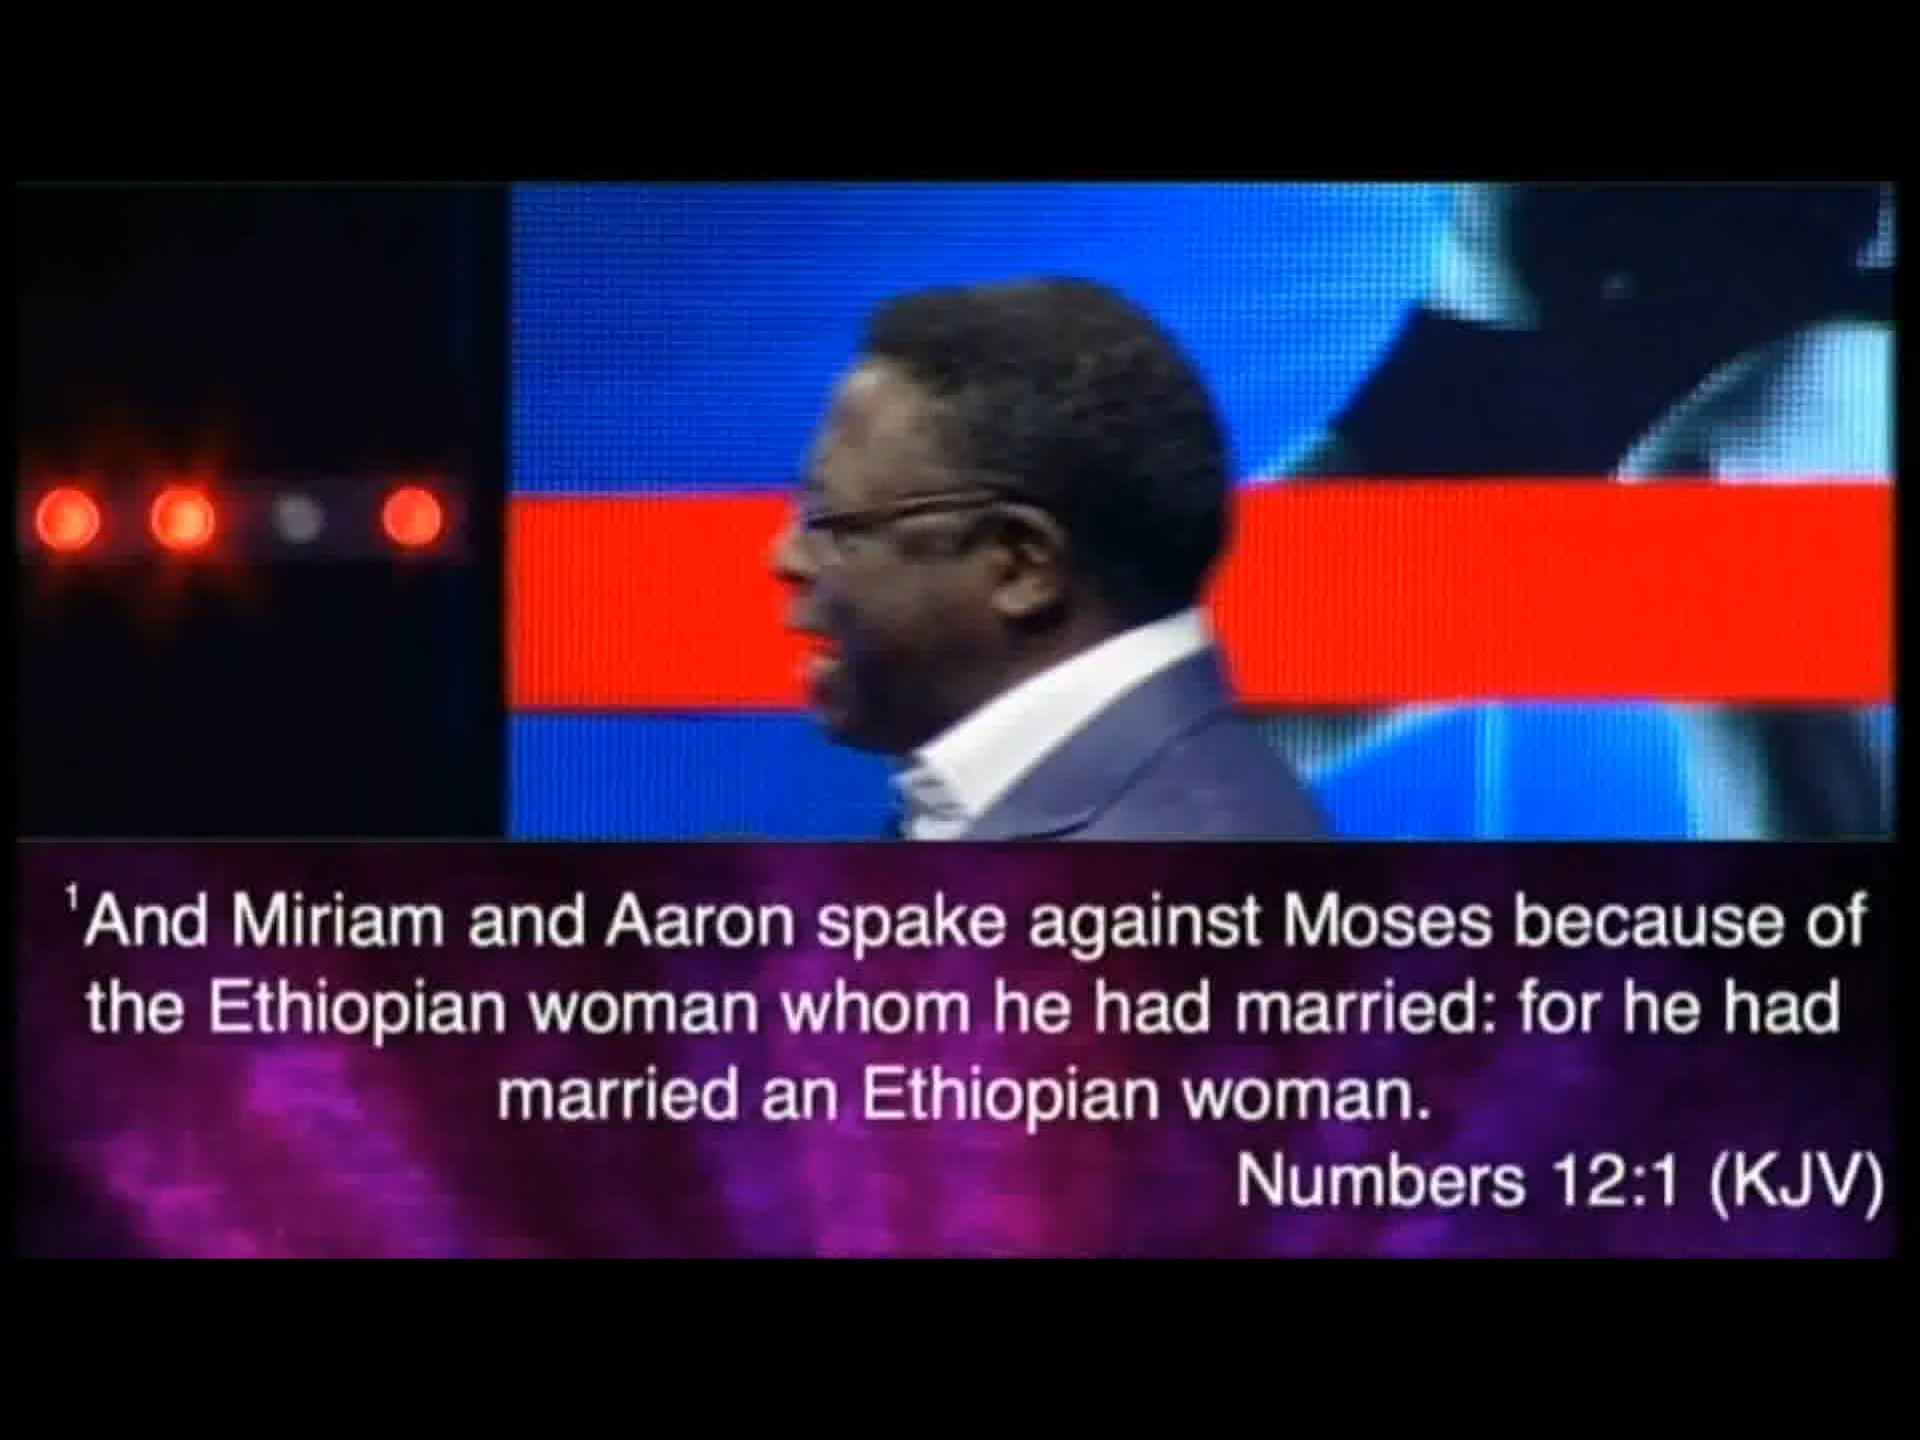 ¹And Miriam and Aaron spake against Moses because of
the Ethiopian woman whom he had married: for he had
married an Ethiopian woman.
Numbers 12:1 (KJV)